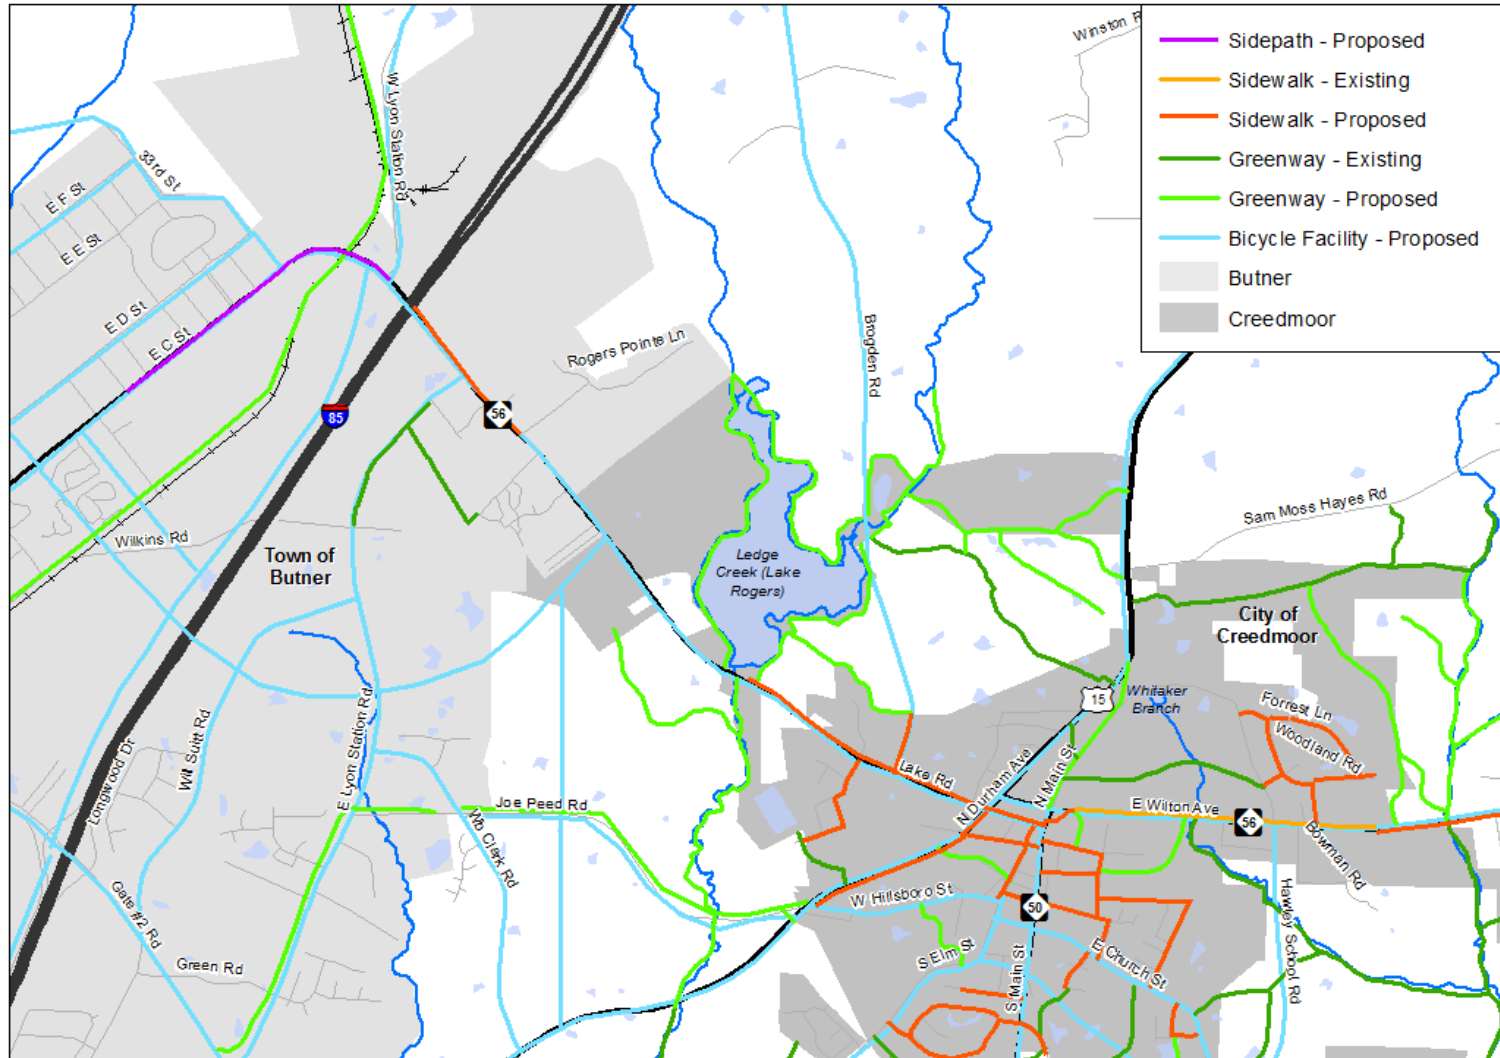 Winston R
Sidepath - Proposed
Sidewalk - Existing
Sidewalk - Proposed
Greenway - Existing
Greenway - Proposed
Bicycle Facility - Proposed
Butner
Creedmoor
W Lyon Station Rd
33rd St
E F St
E E St
E D St
E C St
Rogers Pointe Ln
Brogden Rd
85
56
Sam Moss Hayes Rd
Wilkins Rd
Town of
Butner
Ledge
Creek (Lake
Rogers)
City of
Creedmoor
15
Whitaker
Branch
Forrest Ln
Woodland Rd
Longwood Dr
Wil Suitt Rd
E Lyon Station Rd
Lake Rd
N Durham Ave
N Main St
E Wilton Ave
56
Bowman Rd
Joe Peed Rd
Wb Clark Rd
Gate #2 Rd
Green Rd
W Hillsboro St
50
S Elm St
S Main St
E Church St
Hawley School Rd